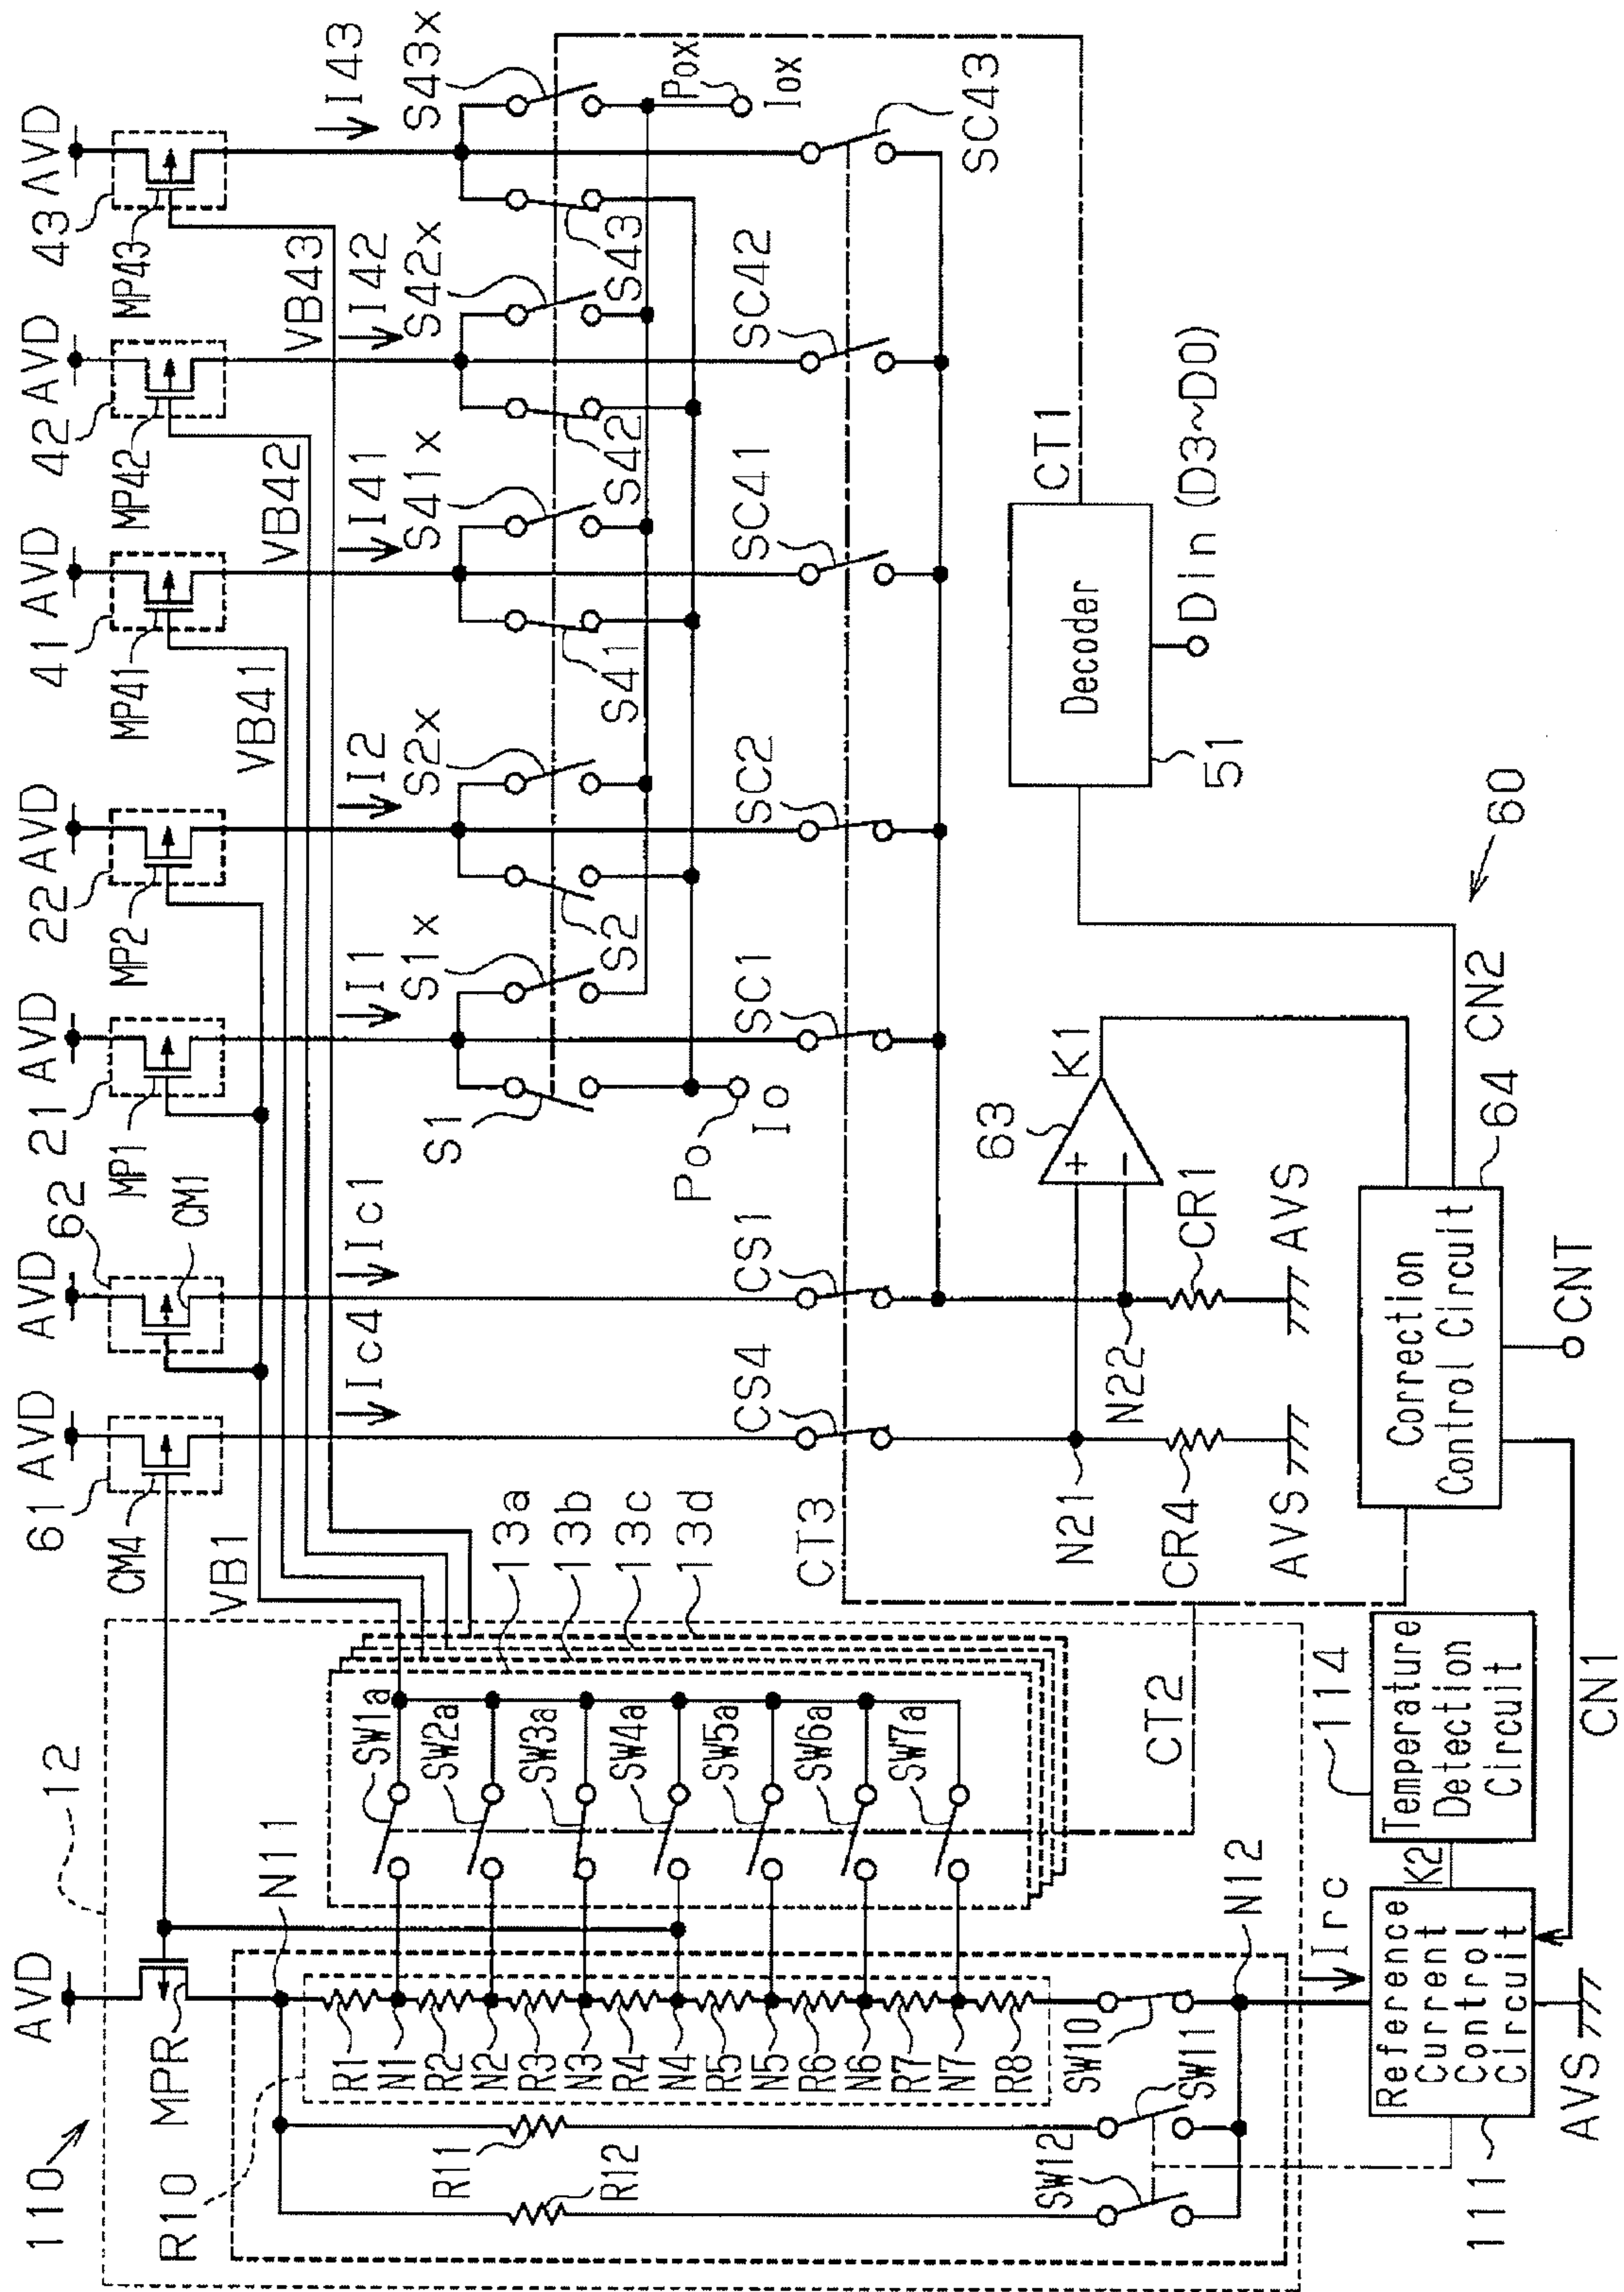 110
12
AVD
MPR
R10
N11
R1
N1
R2
N2
R3
N3
R4
N4
R5
N5
R6
N6
R7
N7
R8
R11
R12
SW10
SW11
SW12
N12
SW1a
SW2a
SW3a
SW4a
SW5a
SW6a
SW7a
13a
13b
13c
13d
CT2
Irc
Reference
Current
Control
Circuit
111
AVS
K2
Temperature
Detection
Circuit
114
CN1
61
AVD
CM4
VB1
62
AVD
CM1
Ic4
Ic1
CS4
CS1
CT3
N21
N22
CR4
CR1
AVS
AVS
63
+
−
K1
Correction
Control Circuit
64
CNT
CN2
60
21
AVD
MP1
22
AVD
MP2
41
AVD
MP41
42
AVD
MP42
43
AVD
MP43
VB41
VB42
VB43
I1
I2
I41
I42
I43
S1
S1x
S2
S2x
S41
S41x
S42
S42x
S43
S43x
Po
Io
Pox
Iox
SC1
SC2
SC41
SC42
SC43
CT1
Decoder
51
Din (D3~D0)